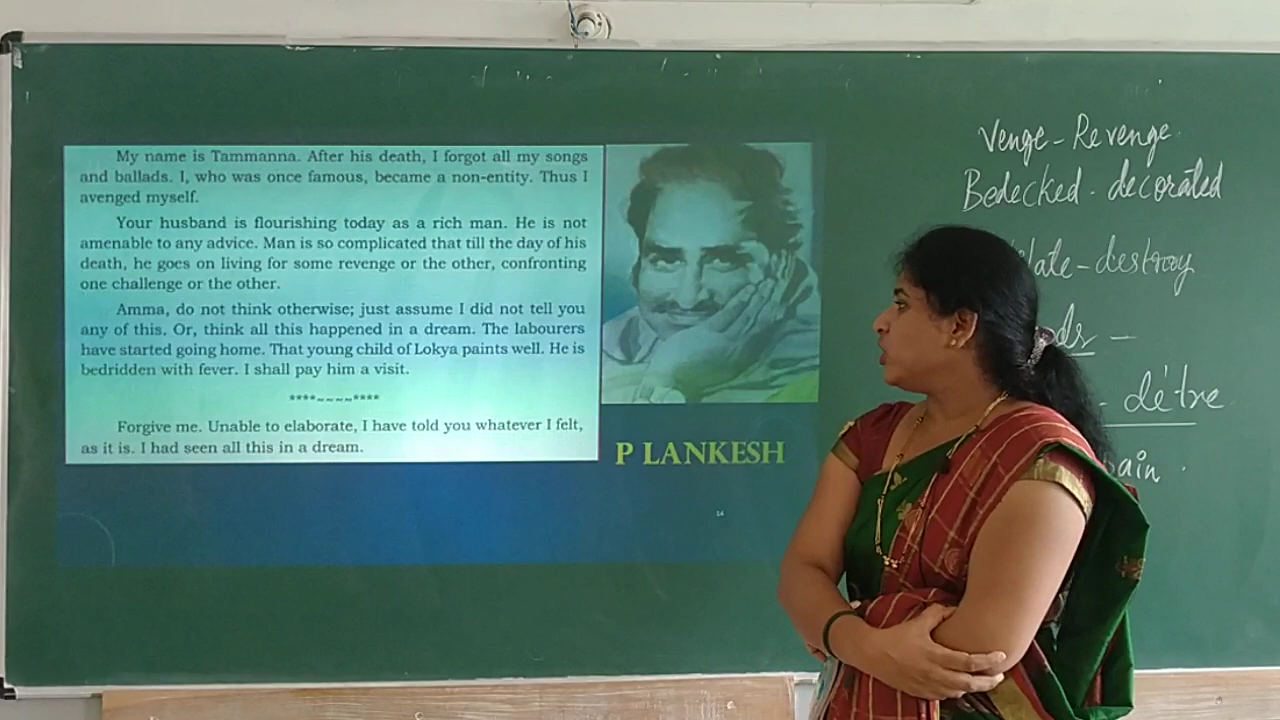 My name is Tammanna. After his death, I forgot all my songs
and ballads. I, who was once famous, became a non-entity. Thus I
avenged myself.
Your husband is flourishing today as a rich man. He is not
amenable to any advice. Man is so complicated that till the day of his
death, he goes on living for some revenge or the other, confronting
one challenge or the other.
Amma, do not think otherwise; just assume I did not tell you
any of this. Or, think all this happened in a dream. The labourers
have started going home. That young child of Lokya paints well. He is
bedridden with fever. I shall pay him a visit.
****~~~~****
Forgive me. Unable to elaborate, I have told you whatever I felt,
as it is. I had seen all this in a dream.
P LANKESH
14
Venge - Revenge
Bedecked - decorated
late - destroy
ds -
- d'être
pain